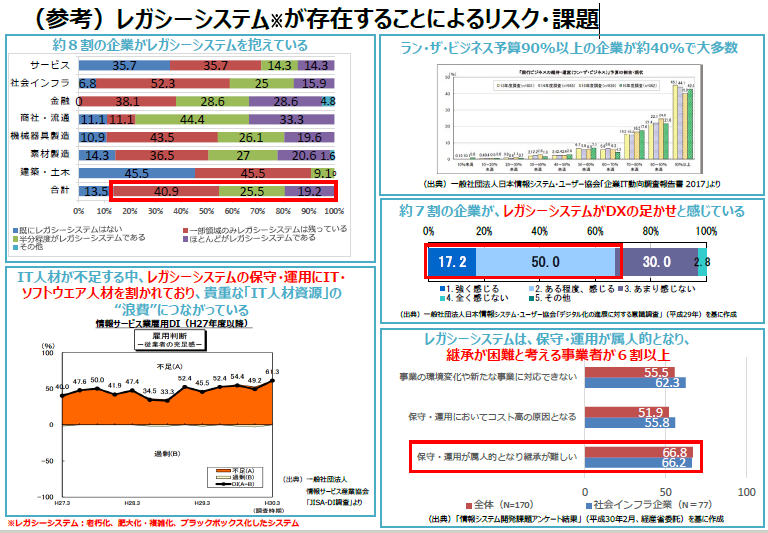 (参考)レガシーシステム※が存在することによるリスク・課題
約８割の企業がレガシーシステムを抱えている
サービス 35.7 35.7 14.3 14.3
社会インフラ 6.8 52.3 25 15.9
金融 0 38.1 28.6 28.6 4.8
商社・流通 11.1 11.1 44.4 33.3
機械器具製造 10.9 43.5 26.1 19.6
素材製造 14.3 36.5 27 20.6 1.6
建築・土木 45.5 45.5 9.1 0
合計 13.5 40.9 25.5 19.2
0% 10% 20% 30% 40% 50% 60% 70% 80% 90% 100%
既にレガシーシステムはない
一部領域のみレガシーシステムは残っている
半分程度がレガシーシステムである
ほとんどがレガシーシステムである
その他
ラン・ザ・ビジネス予算90%以上の企業が約40%で大多数
(出典）一般社団法人日本情報システム・ユーザー協会「企業IT動向調査報告書 2017」より
約７割の企業が、レガシーシステムがDXの足かせと感じている
0% 20% 40% 60% 80% 100%
17.2 50.0 30.0 2.8
1. 強く感じる 2. ある程度、感じる 3. あまり感じない
4. 全く感じない 5. その他
(出典）一般社団法人日本情報システム・ユーザー協会「デジタル化の進展に対する意識調査」（平成29年）を基に作成
IT人材が不足する中、レガシーシステムの保守・運用にIT・
ソフトウエア人材を割かれており、貴重な「IT人材資源」の
“浪費”につながっている
情報サービス業雇用DI（H27年度以降）
雇用判断
－従業者の充足感－
(%)
100
50
0
−50
−100
不足(A)
40.0 47.6 50.0 41.9 47.4 34.5 33.3 52.4 45.5 52.4 54.4 49.2 61.3
過剰(B)
不足(A)
過剰(B)
DI(A-B)
H27.3 H28.3 H29.3 H30.3
(調査時期)
(出典）一般社団法人
情報サービス産業協会
「JISA-DI調査」より
レガシーシステムは、保守・運用が属人的となり、
継承が困難と考える事業者が６割以上
事業の環境変化や新たな事業に対応できない 55.5 62.3
保守・運用においてコスト高の原因となる 51.9 55.8
保守・運用が属人的となり継承が難しい 66.8 66.2
0 50 100
全体（N=170） 社会インフラ企業（N＝77）
(出典）「情報システム開発課題アンケート結果」（平成30年2月、経産省委託）を基に作成
※レガシーシステム：老朽化、肥大化・複雑化、ブラックボックス化したシステム